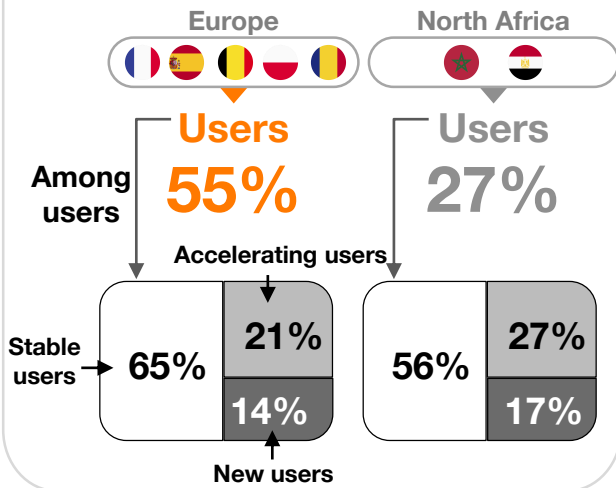 Europe
North Africa
Users
Users
Among
users
55%
27%
Accelerating users
Stable
users
65%
21%
14%
56%
27%
17%
New users